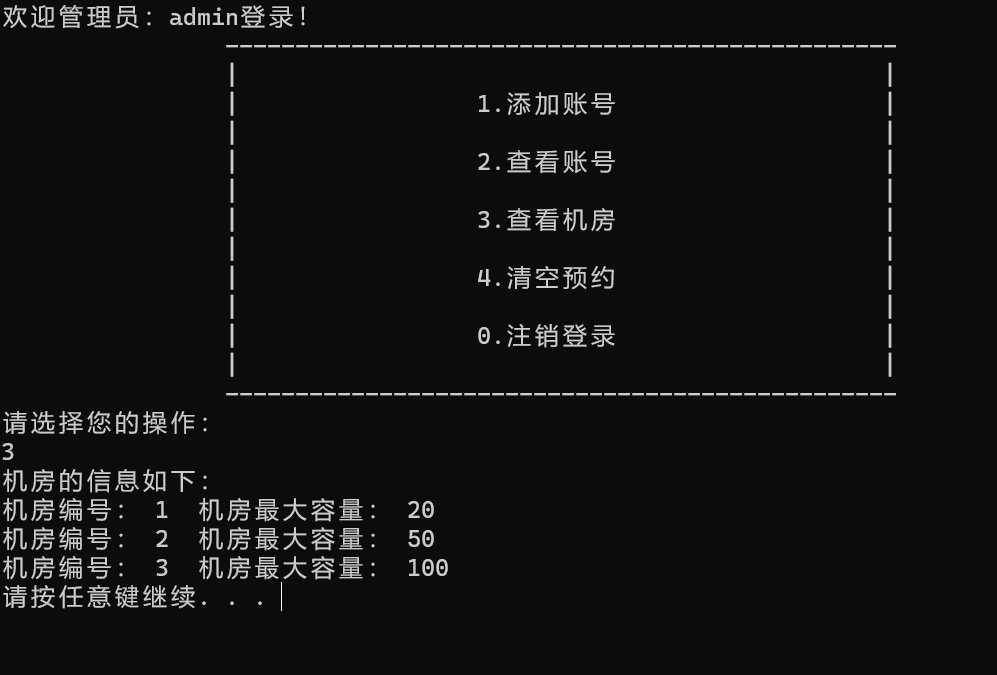 欢迎管理员：admin登录！
1.添加账号
2.查看账号
3.查看机房
4.清空预约
0.注销登录
请选择您的操作：
3
机房的信息如下：
机房编号： 1 机房最大容量： 20
机房编号： 2 机房最大容量： 50
机房编号： 3 机房最大容量： 100
请按任意键继续. . .